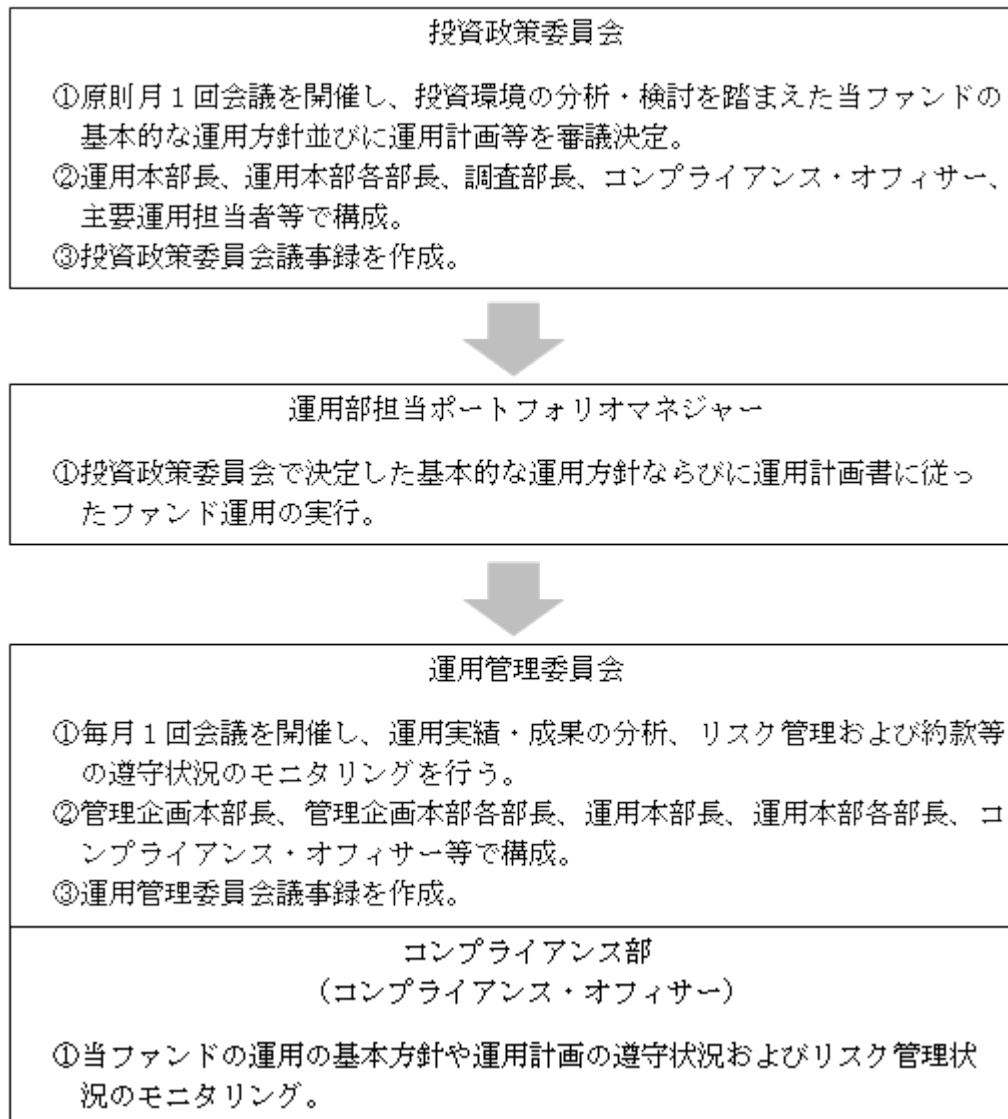 投資政策委員会
①原則月１回会議を開催し、投資環境の分析・検討を踏まえた当ファンドの
基本的な運用方針並びに運用計画等を審議決定。
②運用本部長、運用本部各部長、調査部長、コンプライアンス・オフィサー、
主要運用担当者等で構成。
③投資政策委員会議事録を作成。
運用部担当ポートフォリオマネジャー
①投資政策委員会で決定した基本的な運用方針ならびに運用計画書に従っ
たファンド運用の実行。
運用管理委員会
①毎月１回会議を開催し、運用実績・成果の分析、リスク管理および約款等
の遵守状況のモニタリングを行う。
②管理企画本部長、管理企画本部各部長、運用本部長、運用本部各部長、コ
ンプライアンス・オフィサー等で構成。
③運用管理委員会議事録を作成。
コンプライアンス部
（コンプライアンス・オフィサー）
①当ファンドの運用の基本方針や運用計画の遵守状況およびリスク管理状
況のモニタリング。